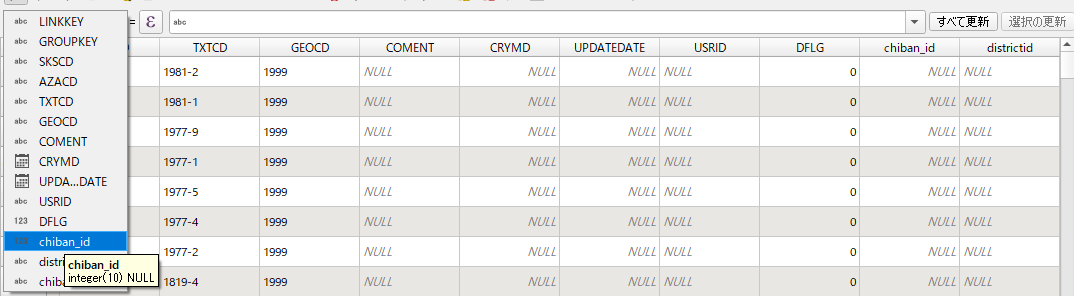 abc LINKKEY
abc GROUPKEY
abc SKSCD
abc AZACD
abc TXTCD
abc GEOCD
abc COMENT
CRYMD
UPDA...DATE
abc USRID
123 DFLG
123 chiban_id
abc distri
abc chiba
chiban_id
integer(10) NULL
= ε abc すべて更新 選択の更新
TXTCD GEOCD COMENT CRYMD UPDATEDATE USRID DFLG chiban_id districtid
1981-2 1999 NULL NULL NULL NULL 0 NULL NULL
1981-1 1999 NULL NULL NULL NULL 0 NULL NULL
1977-9 1999 NULL NULL NULL NULL 0 NULL NULL
1977-1 1999 NULL NULL NULL NULL 0 NULL NULL
1977-5 1999 NULL NULL NULL NULL 0 NULL NULL
1977-4 1999 NULL NULL NULL NULL 0 NULL NULL
1977-2 1999 NULL NULL NULL NULL 0 NULL NULL
1819-4 1999 NULL NULL NULL NULL 0 NULL NULL